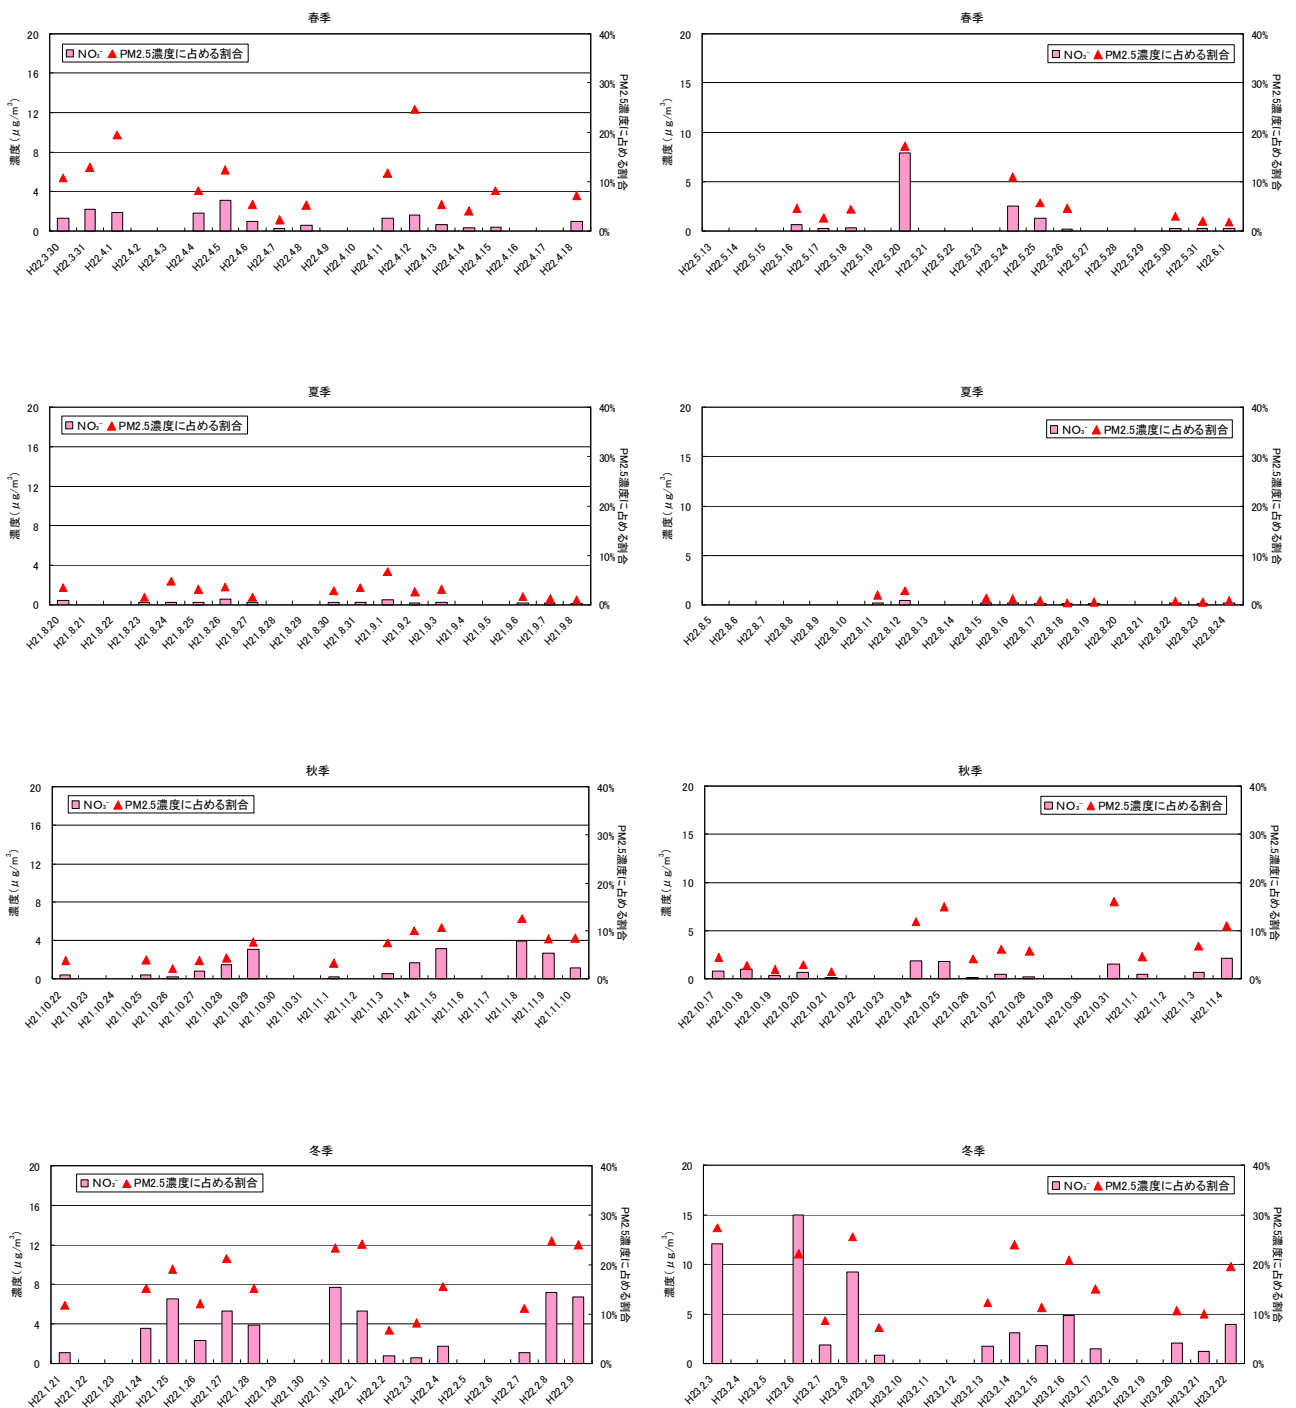 春季
NO₃⁻ PM2.5濃度に占める割合
濃度(μg/m³)
20
16
12
8
4
0
40%
30%
20%
10%
0%
PM2.5濃度に占める割合
H22.3.30 H22.3.31 H22.4.1 H22.4.2 H22.4.3 H22.4.4 H22.4.5 H22.4.6 H22.4.7 H22.4.8 H22.4.9 H22.4.10 H22.4.11 H22.4.12 H22.4.13 H22.4.14 H22.4.15 H22.4.16 H22.4.17 H22.4.18
春季
NO₃⁻ PM2.5濃度に占める割合
濃度(μg/m³)
20
15
10
5
0
40%
30%
20%
10%
0%
PM2.5濃度に占める割合
H22.5.13 H22.5.14 H22.5.15 H22.5.16 H22.5.17 H22.5.18 H22.5.19 H22.5.20 H22.5.21 H22.5.22 H22.5.23 H22.5.24 H22.5.25 H22.5.26 H22.5.27 H22.5.28 H22.5.29 H22.5.30 H22.5.31 H22.6.1
夏季
NO₃⁻ PM2.5濃度に占める割合
濃度(μg/m³)
20
16
12
8
4
0
40%
30%
20%
10%
0%
PM2.5濃度に占める割合
H21.8.20 H21.8.21 H21.8.22 H21.8.23 H21.8.24 H21.8.25 H21.8.26 H21.8.27 H21.8.28 H21.8.29 H21.8.30 H21.8.31 H21.9.1 H21.9.2 H21.9.3 H21.9.4 H21.9.5 H21.9.6 H21.9.7 H21.9.8
夏季
NO₃⁻ PM2.5濃度に占める割合
濃度(μg/m³)
20
15
10
5
0
40%
30%
20%
10%
0%
PM2.5濃度に占める割合
H22.8.5 H22.8.6 H22.8.7 H22.8.8 H22.8.9 H22.8.10 H22.8.11 H22.8.12 H22.8.13 H22.8.14 H22.8.15 H22.8.16 H22.8.17 H22.8.18 H22.8.19 H22.8.20 H22.8.21 H22.8.22 H22.8.23 H22.8.24
秋季
NO₃⁻ PM2.5濃度に占める割合
濃度(μg/m³)
20
16
12
8
4
0
40%
30%
20%
10%
0%
PM2.5濃度に占める割合
H21.10.22 H21.10.23 H21.10.24 H21.10.25 H21.10.26 H21.10.27 H21.10.28 H21.10.29 H21.10.30 H21.10.31 H21.11.1 H21.11.2 H21.11.3 H21.11.4 H21.11.5 H21.11.6 H21.11.7 H21.11.8 H21.11.9 H21.11.10
秋季
NO₃⁻ PM2.5濃度に占める割合
濃度(μg/m³)
20
15
10
5
0
40%
30%
20%
10%
0%
PM2.5濃度に占める割合
H22.10.17 H22.10.18 H22.10.19 H22.10.20 H22.10.21 H22.10.22 H22.10.23 H22.10.24 H22.10.25 H22.10.26 H22.10.27 H22.10.28 H22.10.29 H22.10.30 H22.10.31 H22.11.1 H22.11.2 H22.11.3 H22.11.4
冬季
NO₃⁻ PM2.5濃度に占める割合
濃度(μg/m³)
20
16
12
8
4
0
40%
30%
20%
10%
0%
PM2.5濃度に占める割合
H22.1.21 H22.1.22 H22.1.23 H22.1.24 H22.1.25 H22.1.26 H22.1.27 H22.1.28 H22.1.29 H22.1.30 H22.1.31 H22.2.1 H22.2.2 H22.2.3 H22.2.4 H22.2.5 H22.2.6 H22.2.7 H22.2.8 H22.2.9
冬季
NO₃⁻ PM2.5濃度に占める割合
濃度(μg/m³)
20
15
10
5
0
40%
30%
20%
10%
0%
PM2.5濃度に占める割合
H23.2.3 H23.2.4 H23.2.5 H23.2.6 H23.2.7 H23.2.8 H23.2.9 H23.2.10 H23.2.11 H23.2.12 H23.2.13 H23.2.14 H23.2.15 H23.2.16 H23.2.17 H23.2.18 H23.2.19 H23.2.20 H23.2.21 H23.2.22